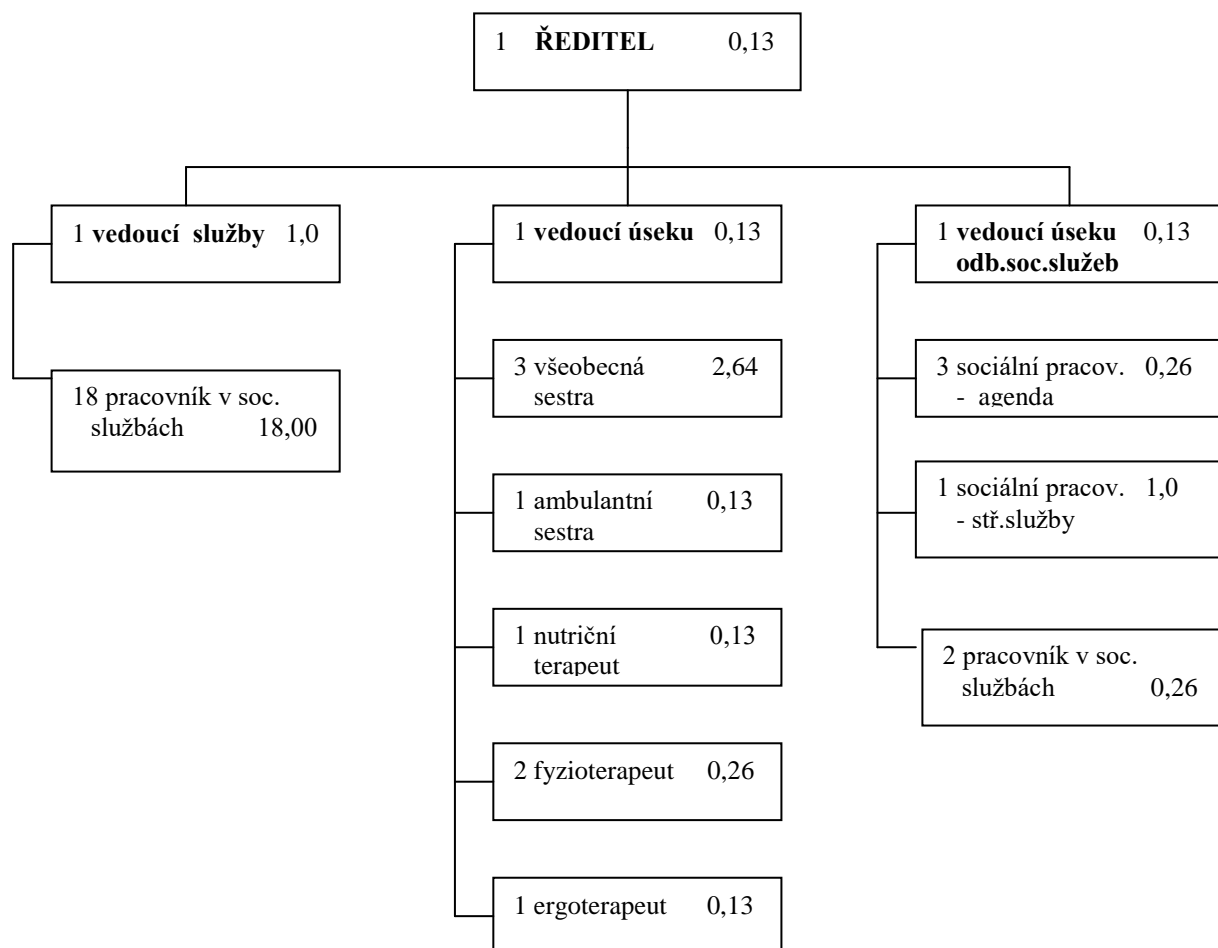 1 ŘEDITEL 0,13
1 vedoucí služby 1,0
18 pracovník v soc.
službách 18,00
1 vedoucí úseku 0,13
3 všeobecná 2,64
sestra
1 ambulantní 0,13
sestra
1 nutriční 0,13
terapeut
2 fyzioterapeut 0,26
1 ergoterapeut 0,13
1 vedoucí úseku 0,13
odb.soc.služeb
3 sociální pracov. 0,26
- agenda
1 sociální pracov. 1,0
- stř.služby
2 pracovník v soc.
službách 0,26